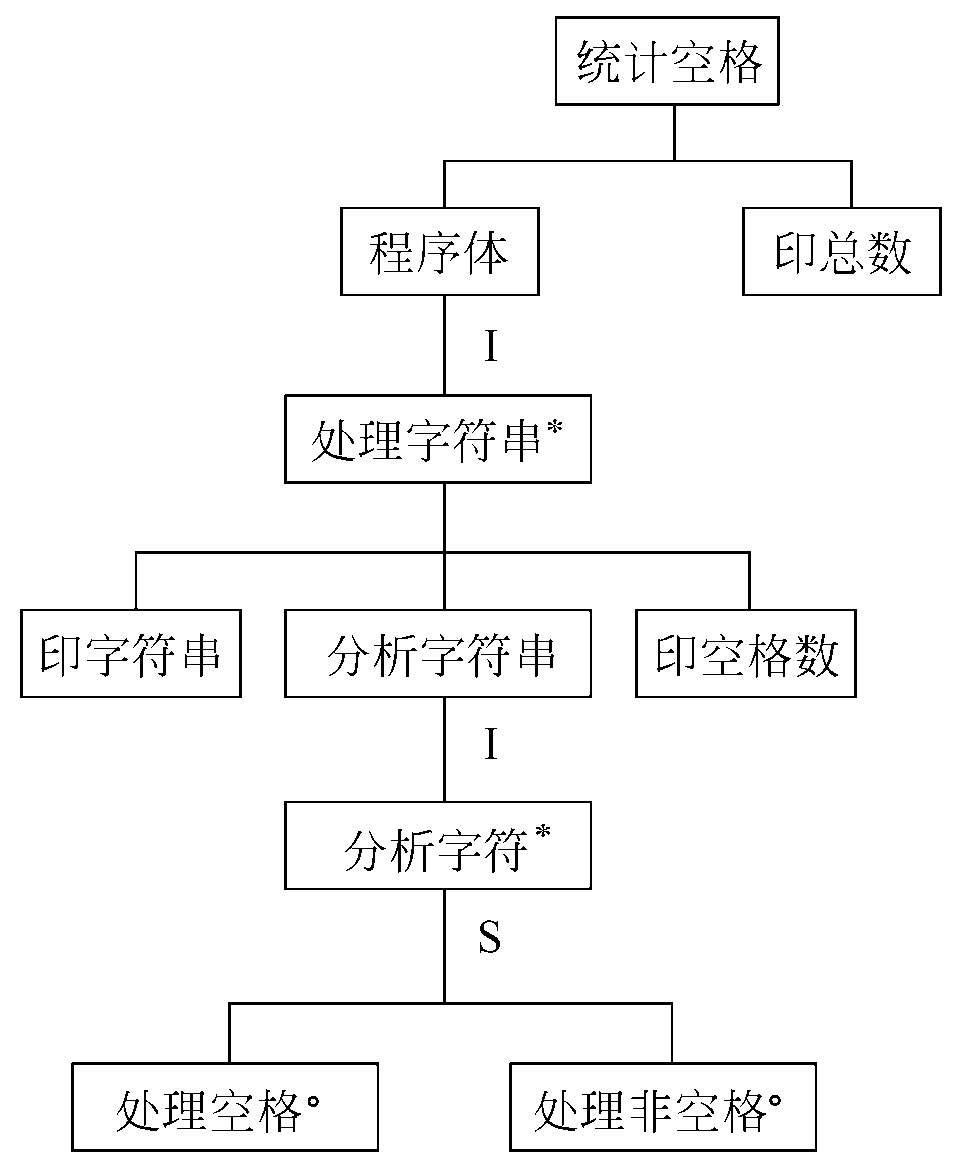 统计空格
程序体
印总数
I
处理字符串*
印字符串
分析字符串
印空格数
I
分析字符*
S
处理空格°
处理非空格°